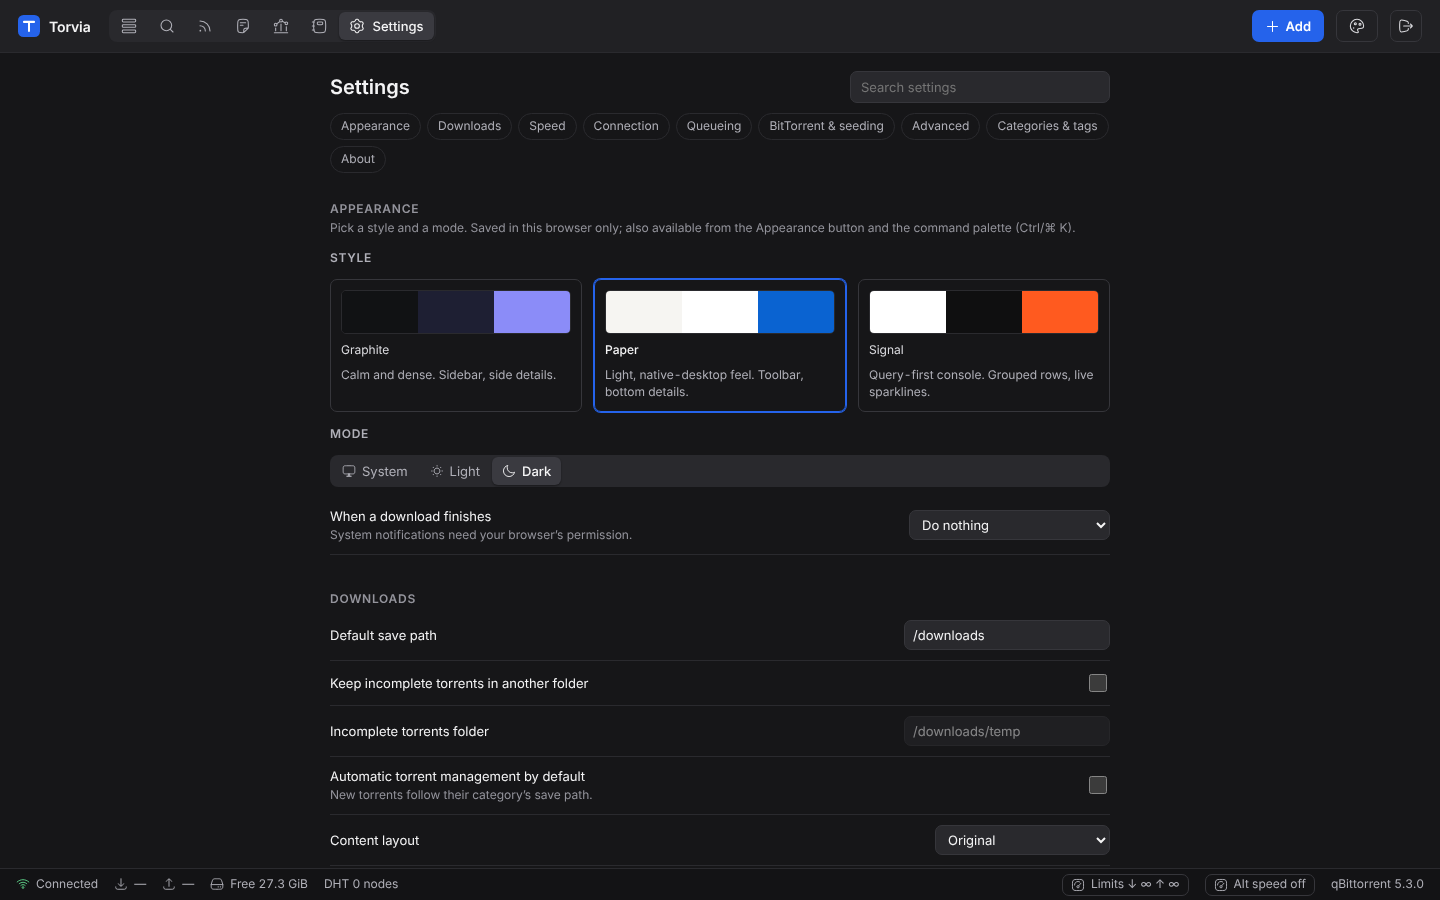 Torvia
Settings
Add
Settings
Search settings
Appearance
Downloads
Speed
Connection
Queueing
BitTorrent & seeding
Advanced
Categories & tags
About
APPEARANCE
Pick a style and a mode. Saved in this browser only; also available from the Appearance button and the command palette (Ctrl/⌘ K).
STYLE
Graphite
Calm and dense. Sidebar, side details.
Paper
Light, native-desktop feel. Toolbar,
bottom details.
Signal
Query-first console. Grouped rows, live
sparklines.
MODE
System
Light
Dark
When a download finishes
System notifications need your browser's permission.
Do nothing
DOWNLOADS
Default save path
/downloads
Keep incomplete torrents in another folder
Incomplete torrents folder
/downloads/temp
Automatic torrent management by default
New torrents follow their category's save path.
Content layout
Original
Connected
↓ —
↑ —
Free 27.3 GiB
DHT 0 nodes
Limits ↓ ∞ ↑ ∞
Alt speed off
qBittorrent 5.3.0